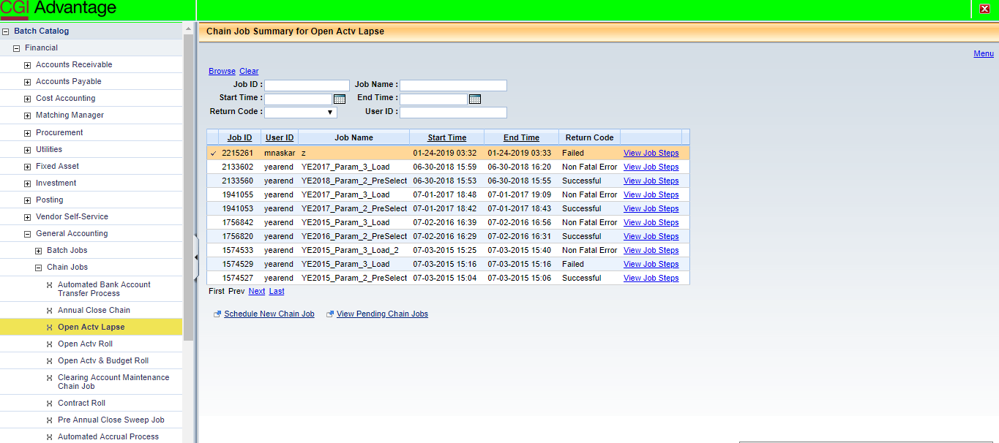 CGI Advantage
Batch Catalog
Financial
Accounts Receivable
Accounts Payable
Cost Accounting
Matching Manager
Procurement
Utilities
Fixed Asset
Investment
Posting
Vendor Self-Service
General Accounting
Batch Jobs
Chain Jobs
Automated Bank Account
Transfer Process
Annual Close Chain
Open Actv Lapse
Open Actv Roll
Open Actv & Budget Roll
Clearing Account Maintenance
Chain Job
Contract Roll
Pre Annual Close Sweep Job
Automated Accrual Process
Chain Job Summary for Open Actv Lapse
Menu
Browse Clear
Job ID : Job Name :
Start Time : End Time :
Return Code : User ID :
Job ID User ID Job Name Start Time End Time Return Code
2215261 mnaskar z 01-24-2019 03:32 01-24-2019 03:33 Failed View Job Steps
2133602 yearend YE2017_Param_3_Load 06-30-2018 15:59 06-30-2018 16:20 Non Fatal Error View Job Steps
2133560 yearend YE2018_Param_2_PreSelect 06-30-2018 15:53 06-30-2018 15:55 Successful View Job Steps
1941055 yearend YE2017_Param_3_Load 07-01-2017 18:48 07-01-2017 19:09 Non Fatal Error View Job Steps
1941053 yearend YE2017_Param_2_PreSelect 07-01-2017 18:42 07-01-2017 18:43 Successful View Job Steps
1756842 yearend YE2015_Param_3_Load 07-02-2016 16:39 07-02-2016 16:56 Non Fatal Error View Job Steps
1756820 yearend YE2016_Param_2_PreSelect 07-02-2016 16:29 07-02-2016 16:31 Successful View Job Steps
1574533 yearend YE2015_Param_3_Load_2 07-03-2015 15:25 07-03-2015 15:40 Non Fatal Error View Job Steps
1574529 yearend YE2015_Param_3_Load 07-03-2015 15:16 07-03-2015 15:16 Failed View Job Steps
1574527 yearend YE2015_Param_2_PreSelect 07-03-2015 15:04 07-03-2015 15:06 Successful View Job Steps
First Prev Next Last
Schedule New Chain Job View Pending Chain Jobs